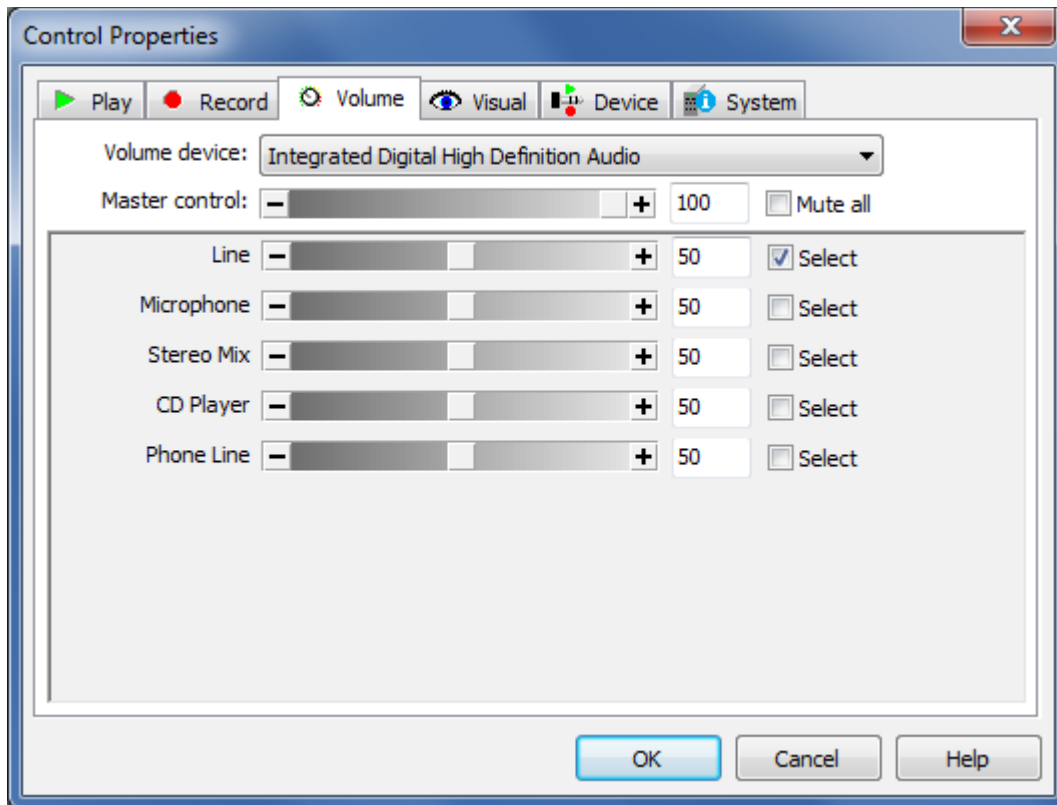 Control Properties
Play Record Volume Visual Device System
Volume device: Integrated Digital High Definition Audio
Master control: 100 Mute all
Line 50 Select
Microphone 50 Select
Stereo Mix 50 Select
CD Player 50 Select
Phone Line 50 Select
OK Cancel Help